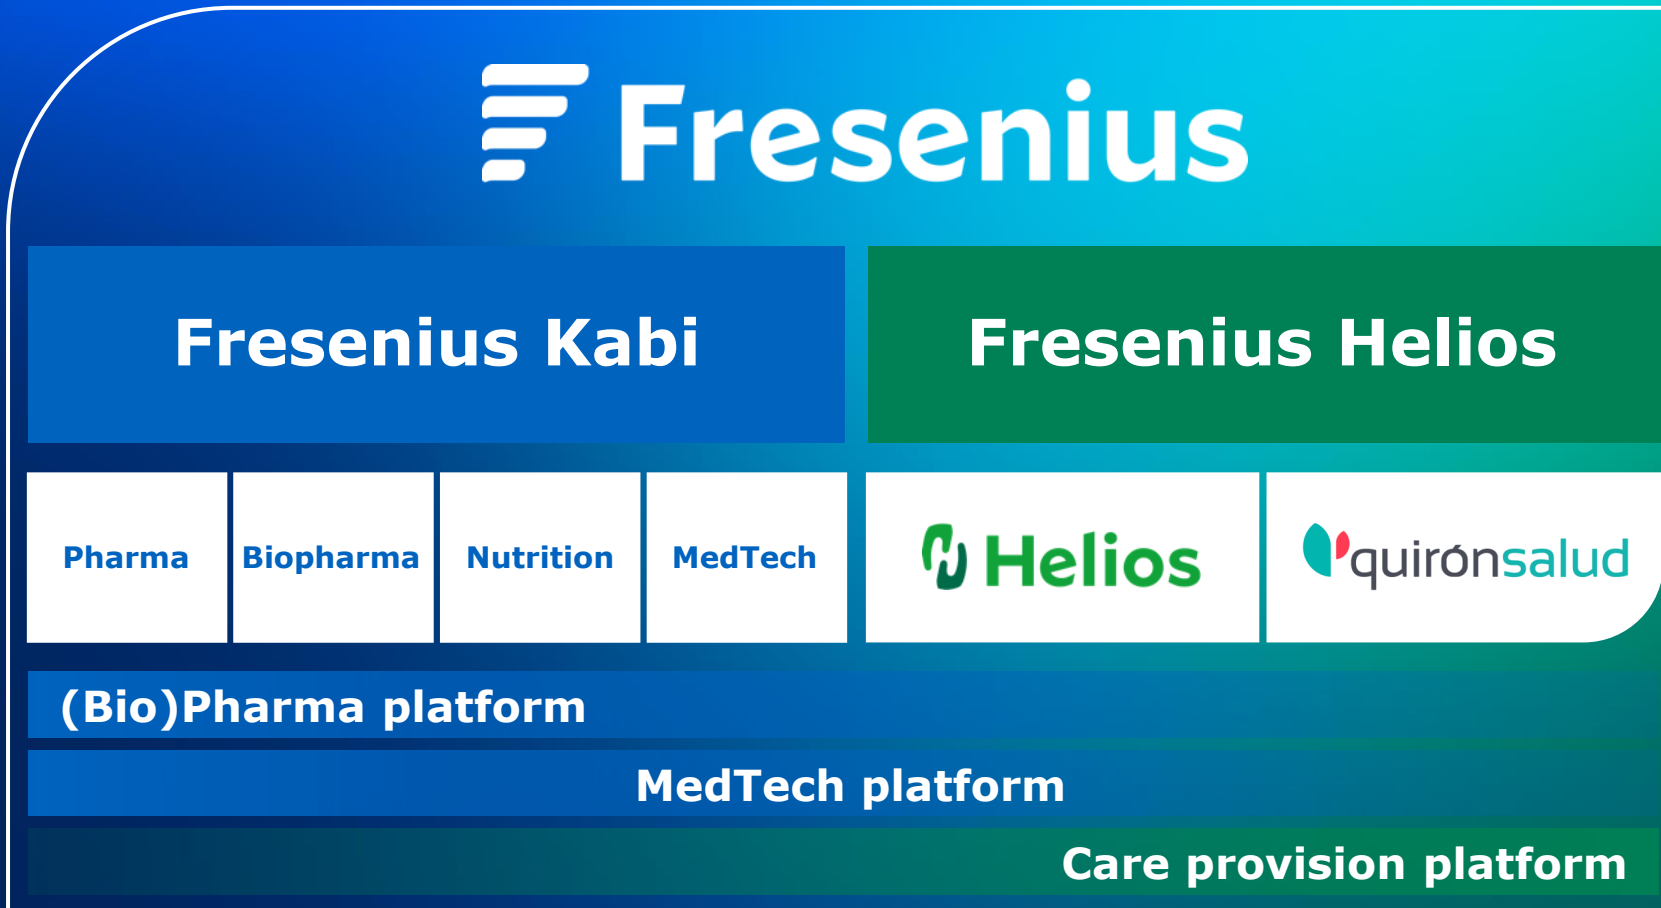 Fresenius
Fresenius Kabi
Fresenius Helios
Pharma
Biopharma
Nutrition
MedTech
Helios
quirónsalud
(Bio)Pharma platform
MedTech platform
Care provision platform